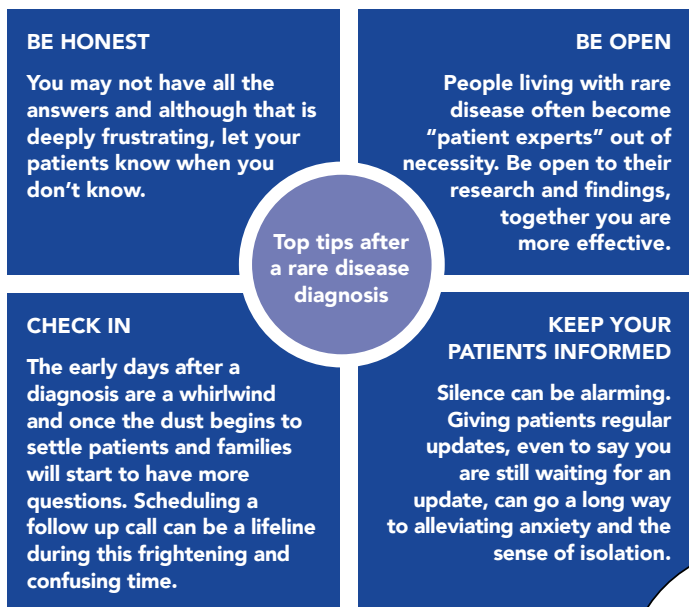 BE HONEST
You may not have all the
answers and although that is
deeply frustrating, let your
patients know when you
don’t know.
BE OPEN
People living with rare
disease often become
“patient experts” out of
necessity. Be open to their
research and findings,
together you are
more effective.
Top tips after
a rare disease
diagnosis
CHECK IN
The early days after a
diagnosis are a whirlwind
and once the dust begins to
settle patients and families
will start to have more
questions. Scheduling a
follow up call can be a lifeline
during this frightening and
confusing time.
KEEP YOUR
PATIENTS INFORMED
Silence can be alarming.
Giving patients regular
updates, even to say you
are still waiting for an
update, can go a long way
to alleviating anxiety and the
sense of isolation.